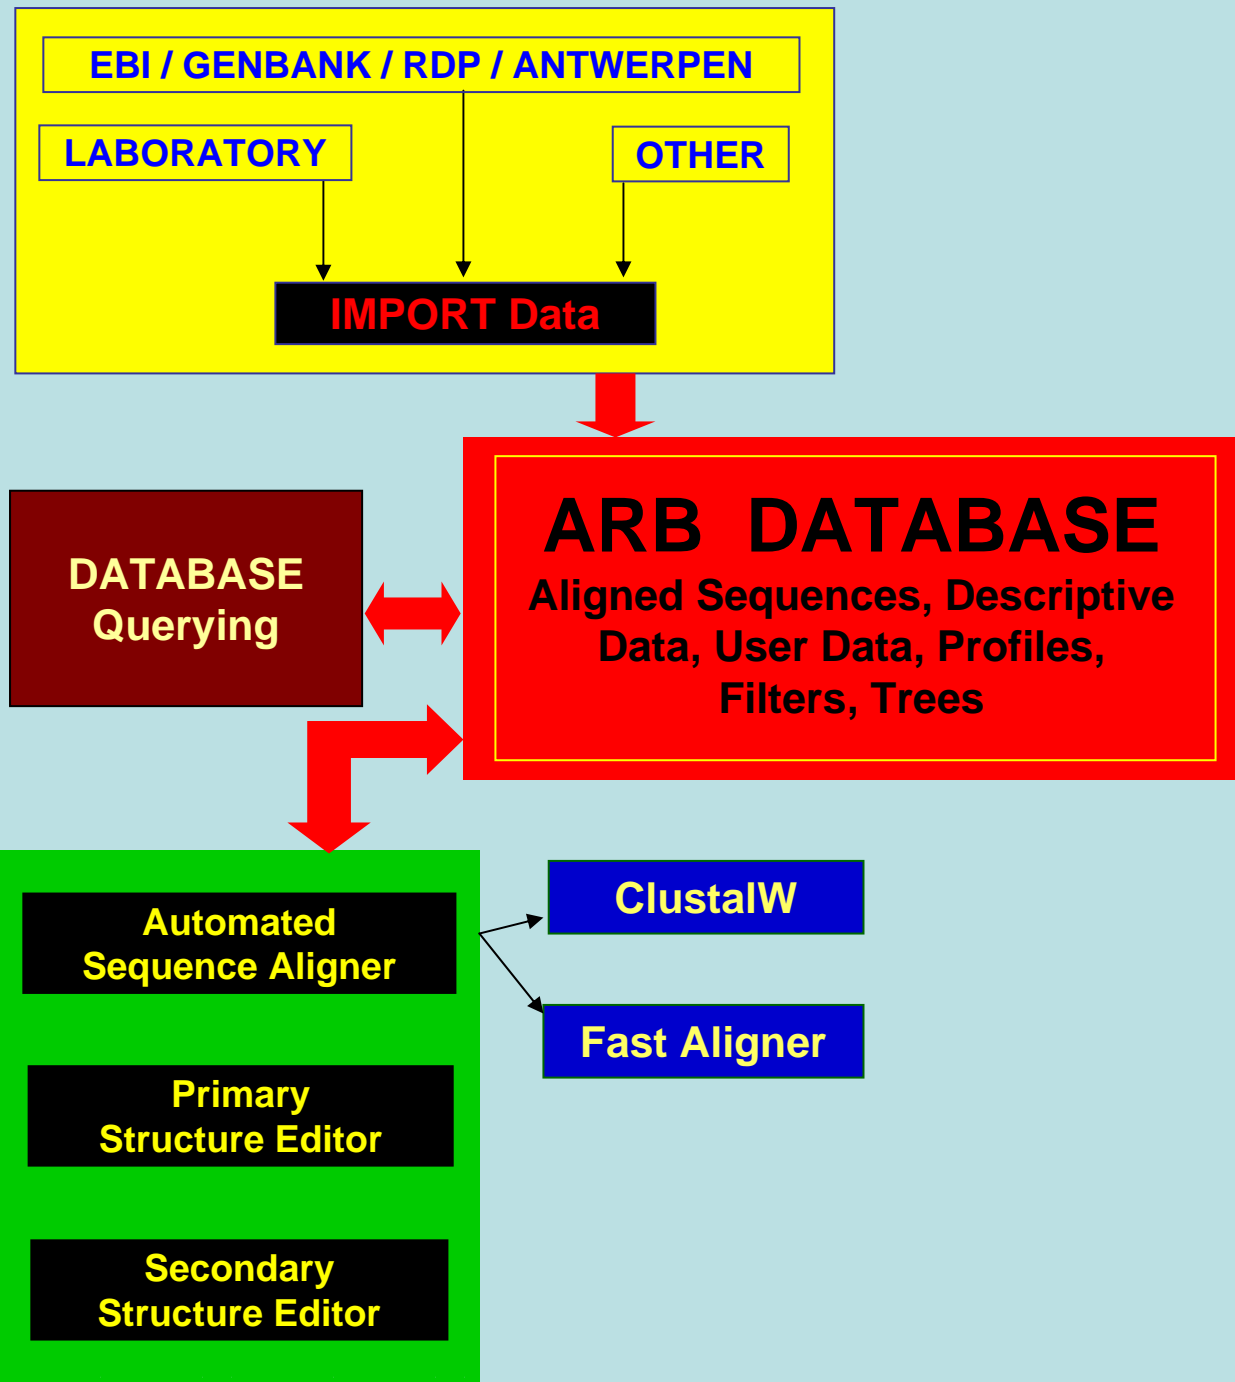 EBI / GENBANK / RDP / ANTWERPEN
LABORATORY
OTHER
IMPORT Data
ARB DATABASE
Aligned Sequences, Descriptive
Data, User Data, Profiles,
Filters, Trees
DATABASE
Querying
Automated
Sequence Aligner
ClustalW
Fast Aligner
Primary
Structure Editor
Secondary
Structure Editor